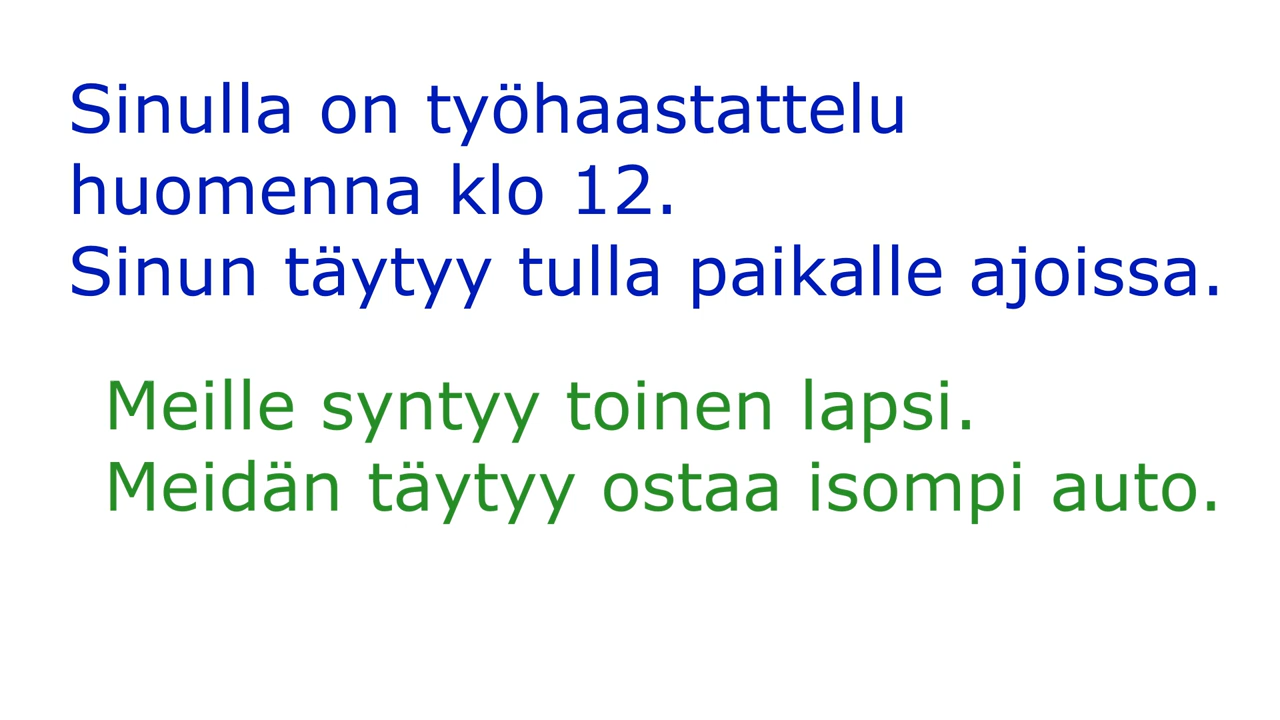 Sinulla on työhaastattelu
huomenna klo 12.
Sinun täytyy tulla paikalle ajoissa.
Meille syntyy toinen lapsi.
Meidän täytyy ostaa isompi auto.